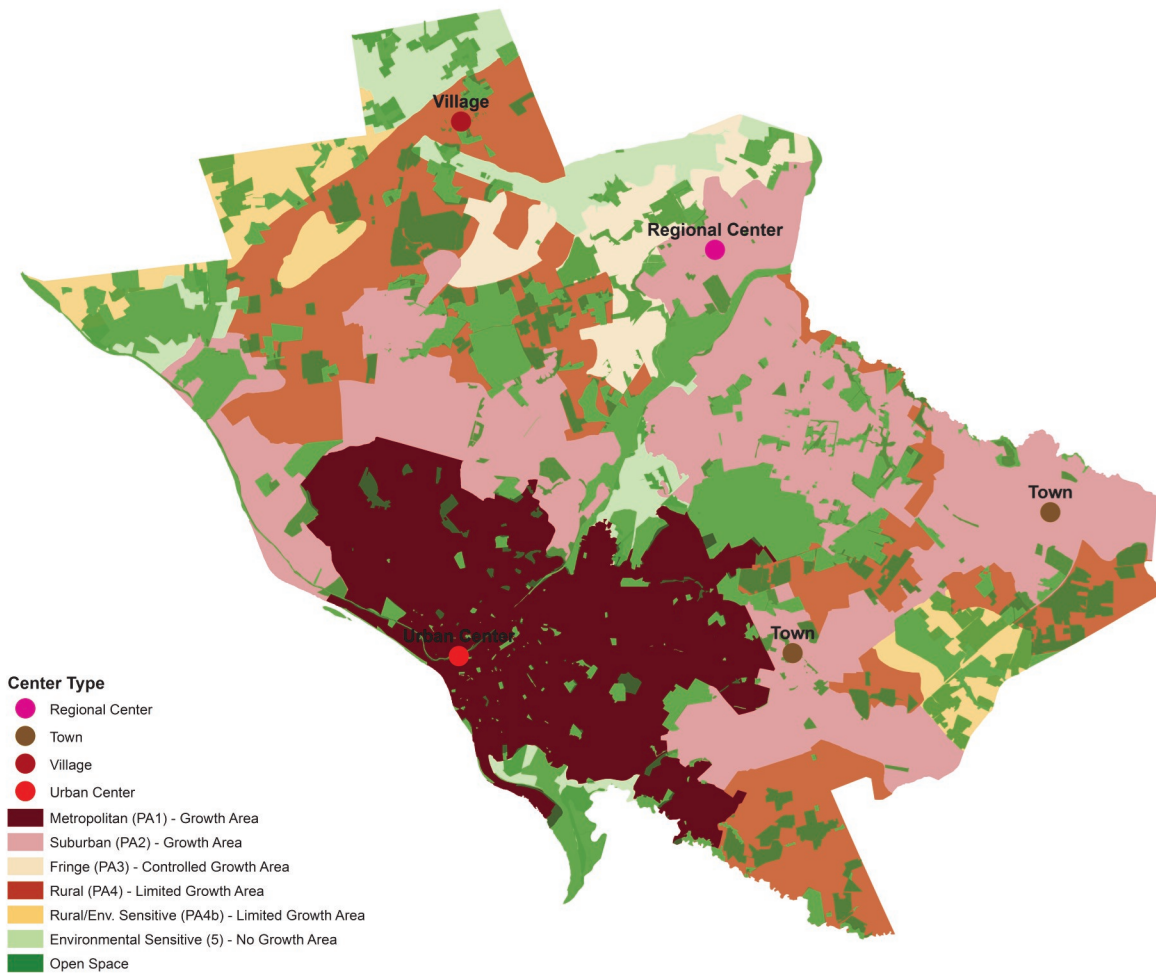 Village
Regional Center
Town
Urban Center
Town
Center Type
Regional Center
Town
Village
Urban Center
Metropolitan (PA1) - Growth Area
Suburban (PA2) - Growth Area
Fringe (PA3) - Controlled Growth Area
Rural (PA4) - Limited Growth Area
Rural/Env. Sensitive (PA4b) - Limited Growth Area
Environmental Sensitive (5) - No Growth Area
Open Space